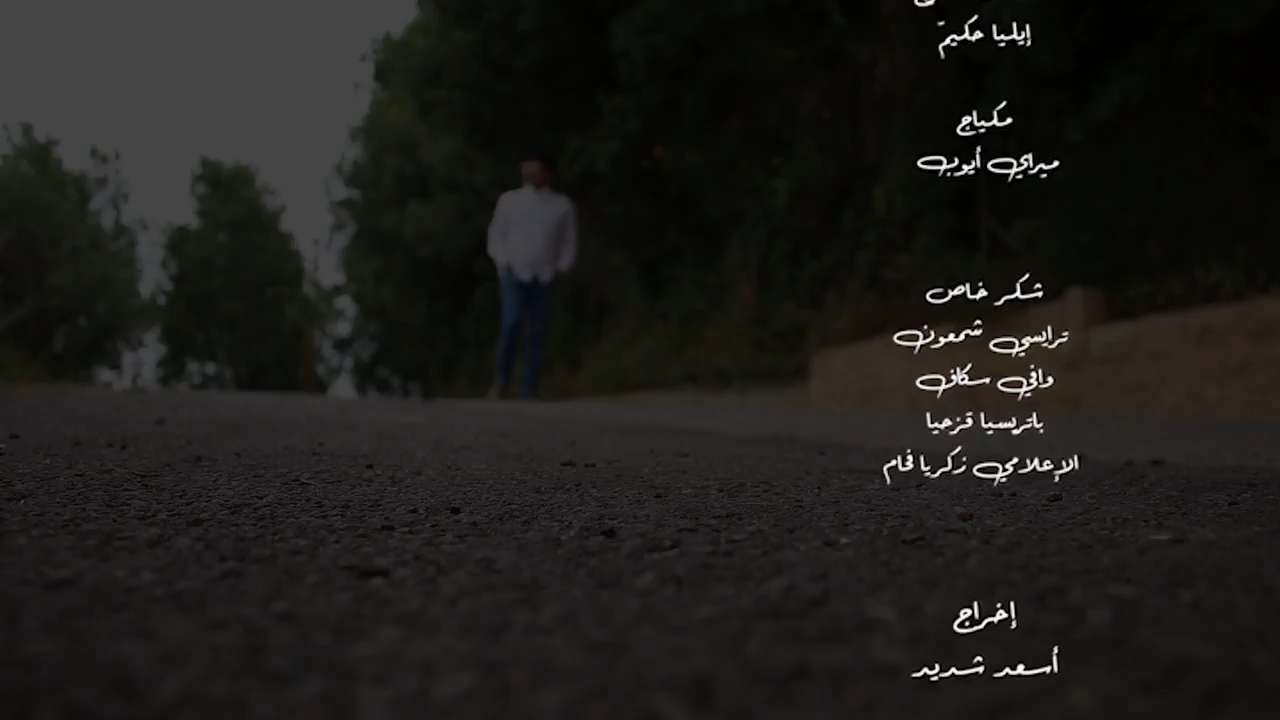 إيليا حكيمّ
مكياج
ميراي أيوب
شكر خاص
ترايسي شمعون
وافي سكاف
باتريسيا قزحيا
الإعلامي زكريا فحام
إخراج
أسعد شديد